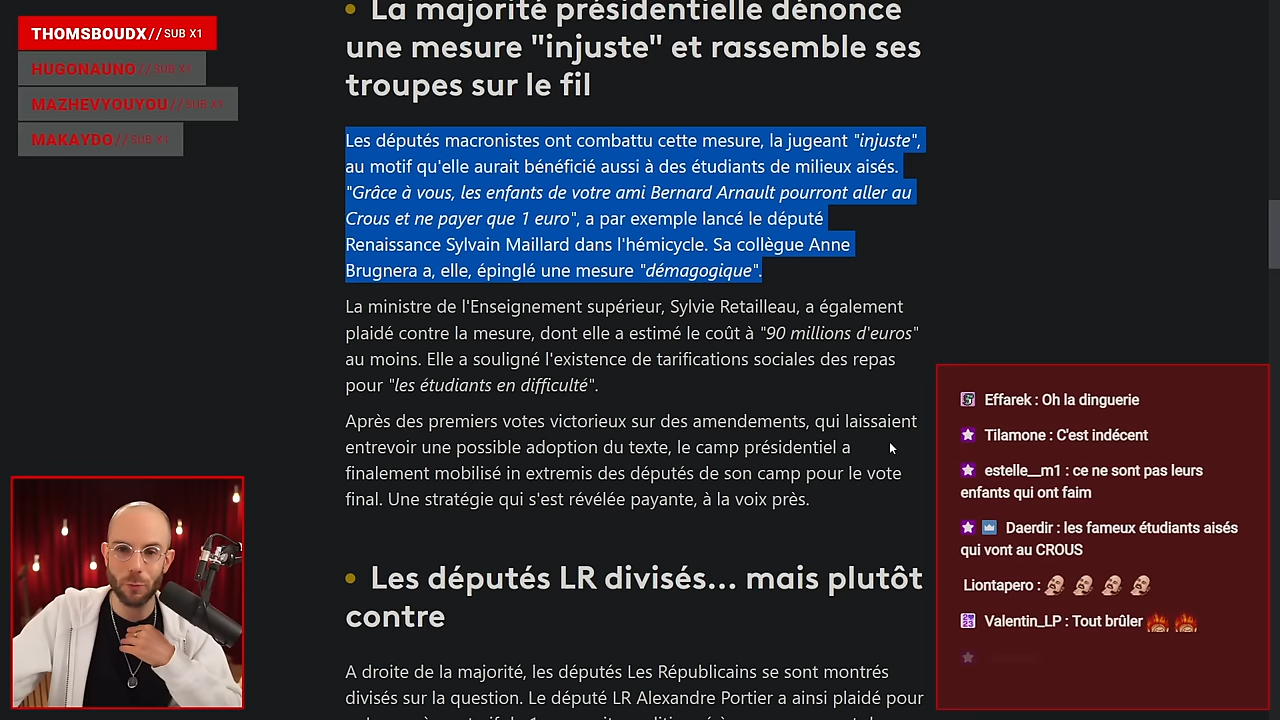 THOMSBOUDX//SUB X1
HUGONAUNO//SUB X1
MAZHEVYOUYOU//SUB X1
MAKAYDO//SUB X1
• La majorité présidentielle dénonce
une mesure "injuste" et rassemble ses
troupes sur le fil
Les députés macronistes ont combattu cette mesure, la jugeant "injuste",
au motif qu'elle aurait bénéficié aussi à des étudiants de milieux aisés.
"Grâce à vous, les enfants de votre ami Bernard Arnault pourront aller au
Crous et ne payer que 1 euro", a par exemple lancé le député
Renaissance Sylvain Maillard dans l'hémicycle. Sa collègue Anne
Brugnera a, elle, épinglé une mesure "démagogique".
La ministre de l'Enseignement supérieur, Sylvie Retailleau, a également
plaidé contre la mesure, dont elle a estimé le coût à "90 millions d'euros"
au moins. Elle a souligné l'existence de tarifications sociales des repas
pour "les étudiants en difficulté".
Après des premiers votes victorieux sur des amendements, qui laissaient
entrevoir une possible adoption du texte, le camp présidentiel a
finalement mobilisé in extremis des députés de son camp pour le vote
final. Une stratégie qui s'est révélée payante, à la voix près.
• Les députés LR divisés... mais plutôt
contre
A droite de la majorité, les députés Les Républicains se sont montrés
divisés sur la question. Le député LR Alexandre Portier a ainsi plaidé pour
Effarek : Oh la dinguerie
Tilamone : C'est indécent
estelle__m1 : ce ne sont pas leurs
enfants qui ont faim
Daerdir : les fameux étudiants aisés
qui vont au CROUS
Liontapero :
Valentin_LP : Tout brûler